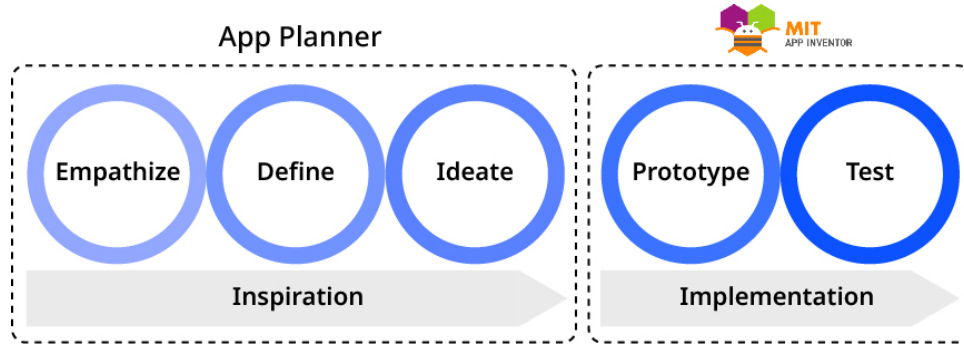 App Planner
MIT
APP INVENTOR
Empathize
Define
Ideate
Prototype
Test
Inspiration
Implementation